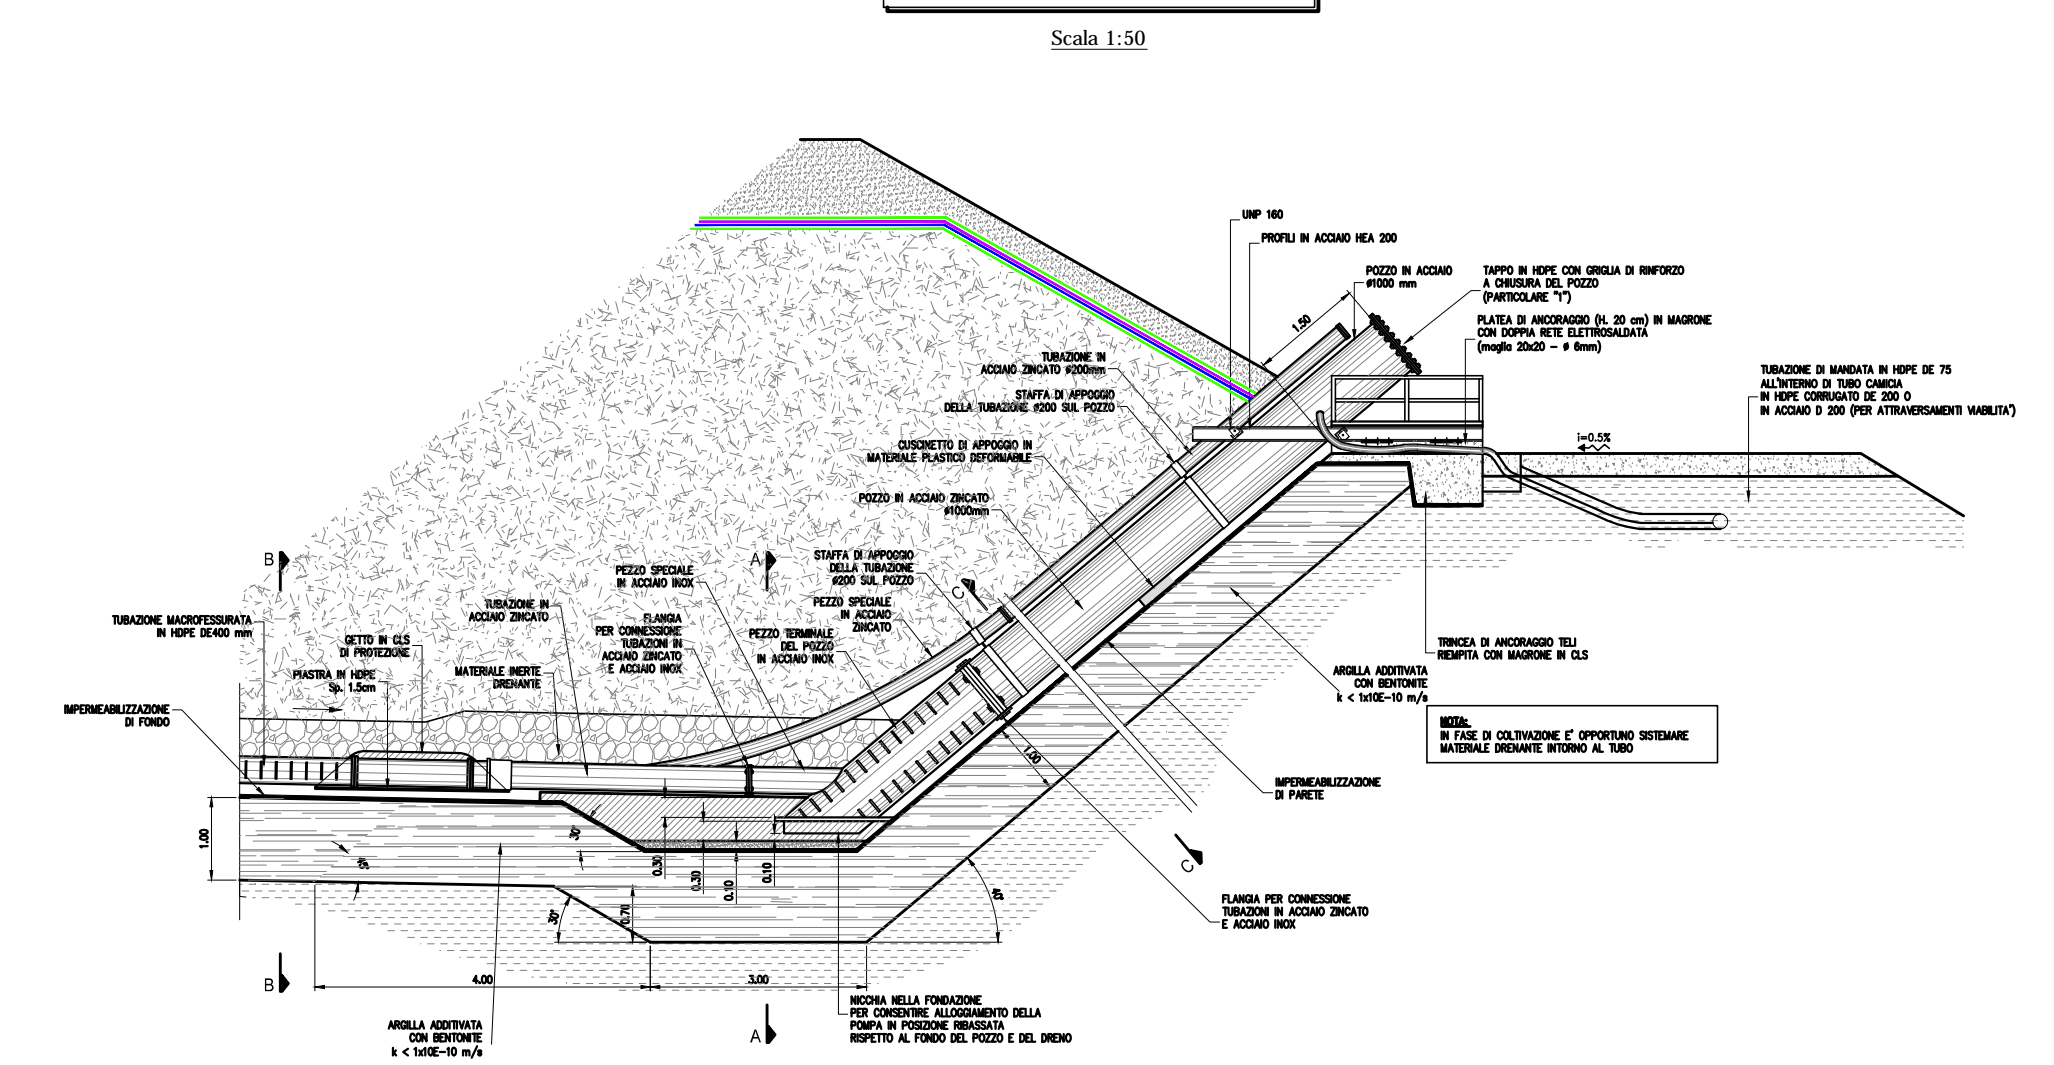 Scala 1:50
UNP 160
PROFILI IN ACCIAIO HEA 200
POZZO IN ACCIAIO
ø1000 mm
TAPPO IN HDPE CON GRIGLIA DI RINFORZO
A CHIUSURA DEL POZZO
(PARTICOLARE "1")
1.50
PLATEA DI ANCORAGGIO (H. 20 cm) IN MAGRONE
CON DOPPIA RETE ELETTROSALDATA
(maglia 20x20 - ø 6mm)
TUBAZIONE IN
ACCIAIO ZINCATO ø200mm
STAFFA DI APPOGGIO
DELLA TUBAZIONE ø200 SUL POZZO
TUBAZIONE DI MANDATA IN HDPE DE 75
ALL'INTERNO DI TUBO CAMICIA
IN HDPE CORRUGATO DE 200 O
IN ACCIAIO D 200 (PER ATTRAVERSAMENTI VIABILITA')
CUSCINETTO DI APPOGGIO IN
MATERIALE PLASTICO DEFORMABILE
i=0.5%
POZZO IN ACCIAIO ZINCATO
ø1000mm
B
A
STAFFA DI APPOGGIO
DELLA TUBAZIONE
ø200 SUL POZZO
PEZZO SPECIALE
IN ACCIAIO INOX
C
PEZZO SPECIALE
IN ACCIAIO
ZINCATO
TUBAZIONE IN
ACCIAIO ZINCATO
FLANGIA
PER CONNESSIONE
TUBAZIONI IN
ACCIAIO ZINCATO
E ACCIAIO INOX
PEZZO TERMINALE
DEL POZZO
IN ACCIAIO INOX
TUBAZIONE MACROFESSURATA
IN HDPE DE400 mm
GETTO IN CLS
DI PROTEZIONE
PIASTRA IN HDPE
Sp. 1.5cm
MATERIALE INERTE
DRENANTE
IMPERMEABILIZZAZIONE
DI FONDO
TRINCEA DI ANCORAGGIO TELI
RIEMPITA CON MAGRONE IN CLS
ARGILLA ADDITIVATA
CON BENTONITE
k < 1x10E-10 m/s
NOTA:
IN FASE DI COLTIVAZIONE E' OPPORTUNO SISTEMARE
MATERIALE DRENANTE INTORNO AL TUBO
1.00
IMPERMEABILIZZAZIONE
DI PARETE
1.00
30°
0.30
0.30
0.10
0.10
C
30°
0.70
FLANGIA PER CONNESSIONE
TUBAZIONI IN ACCIAIO ZINCATO
E ACCIAIO INOX
B
4.00
3.00
A
NICCHIA NELLA FONDAZIONE
PER CONSENTIRE ALLOGGIAMENTO DELLA
POMPA IN POSIZIONE RIBASSATA
RISPETTO AL FONDO DEL POZZO E DEL DRENO
ARGILLA ADDITIVATA
CON BENTONITE
k < 1x10E-10 m/s